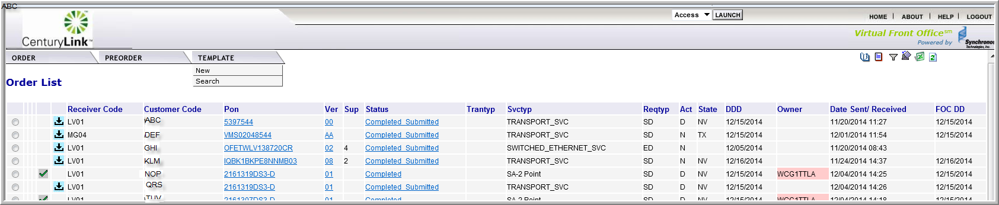 ABC
Access LAUNCH HOME ABOUT HELP LOGOUT
CenturyLink™
Virtual Front Office℠
Powered by Synchronoss Technologies, Inc.
ORDER PREORDER TEMPLATE
New
Search
Order List
Receiver Code Customer Code Pon Ver Sup Status Trantyp Svctyp Reqtyp Act State DDD Owner Date Sent/ Received FOC DD
LV01 ABC 5397544 00 Completed_Submitted TRANSPORT_SVC SD D NV 12/15/2014 11/20/2014 11:27 12/15/2014
MG04 DEF VMS02048544 AA Completed_Submitted TRANSPORT_SVC SD N TX 12/15/2014 12/01/2014 11:54 12/15/2014
LV01 GHI OFETWLV138720CR 02 4 Completed_Submitted SWITCHED_ETHERNET_SVC ED N 12/05/2014 11/20/2014 08:43
LV01 KLM IQBK1BKPE8NNMB03 08 2 Completed_Submitted TRANSPORT_SVC SD N NV 12/16/2014 11/24/2014 14:37 12/16/2014
LV01 NOP 2161319DS3-D 01 Completed SA-2 Point SD D NV 12/15/2014 WCG1TTLA 12/04/2014 14:25 12/15/2014
LV01 QRS 2161319DS3-D 01 Completed_Submitted TRANSPORT_SVC SD D NV 12/15/2014 12/04/2014 14:26 12/15/2014
LV01 TUV 2161307DS3-D 01 Completed SA-2 Point SD D NV 12/15/2014 WCG1TTLA 12/04/2014 14:18 12/15/2014